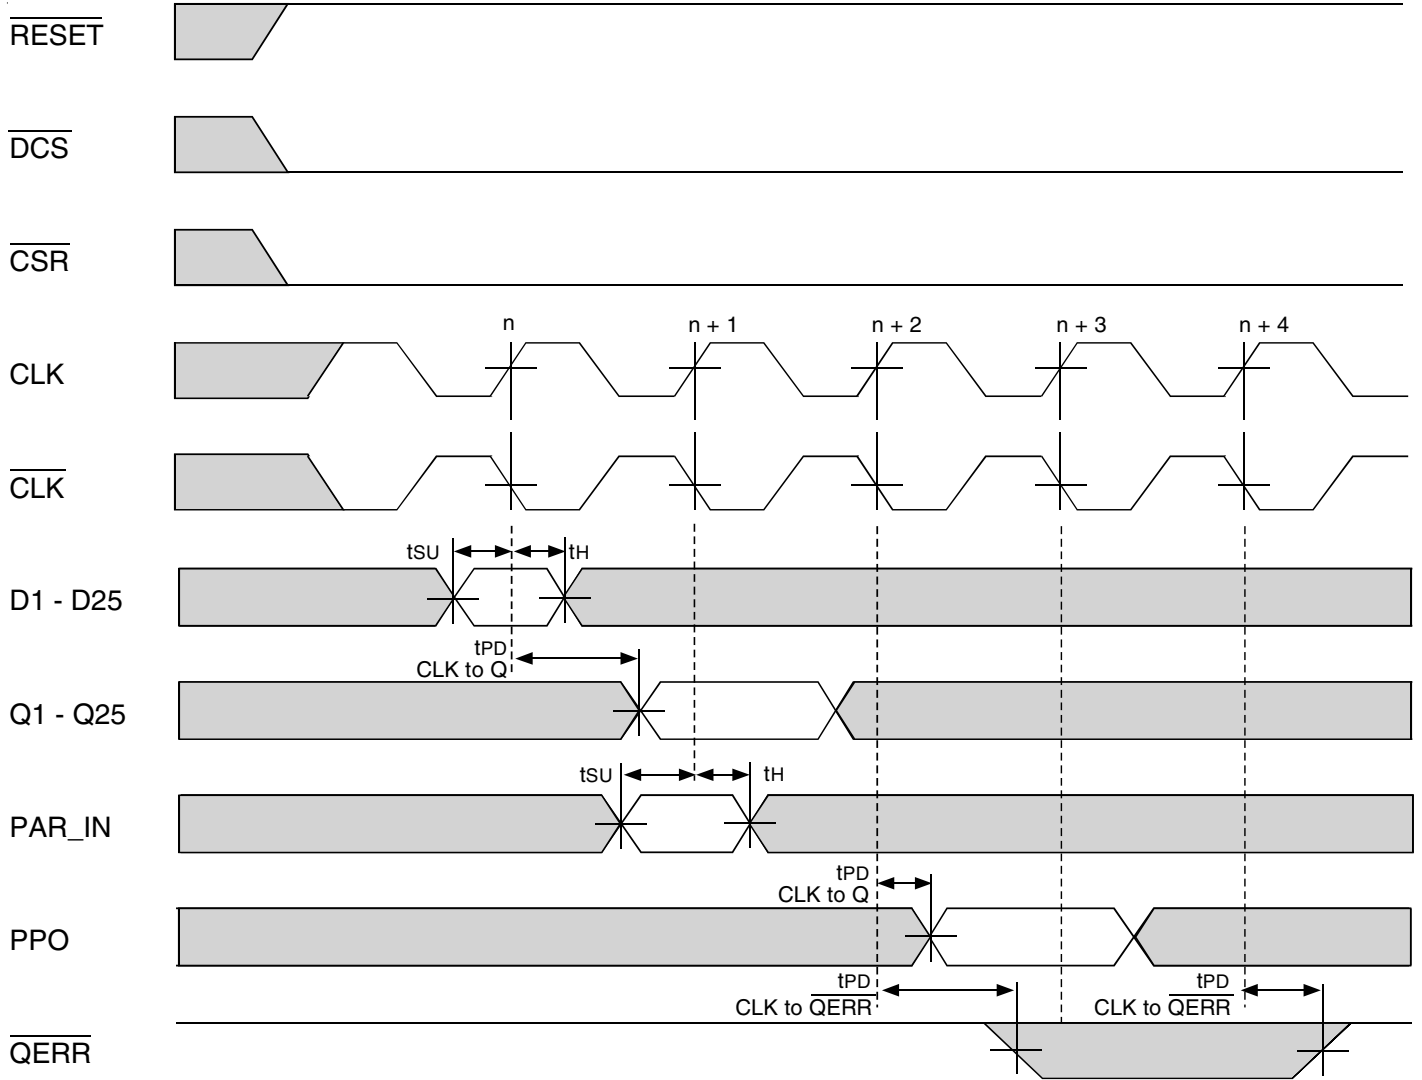 RESET
DCS
CSR
n
n + 1
n + 2
n + 3
n + 4
CLK
CLK
tSU
tH
D1 - D25
tPD
CLK to Q
Q1 - Q25
tSU
tH
PAR_IN
tPD
CLK to Q
PPO
tPD
CLK to QERR
tPD
CLK to QERR
QERR